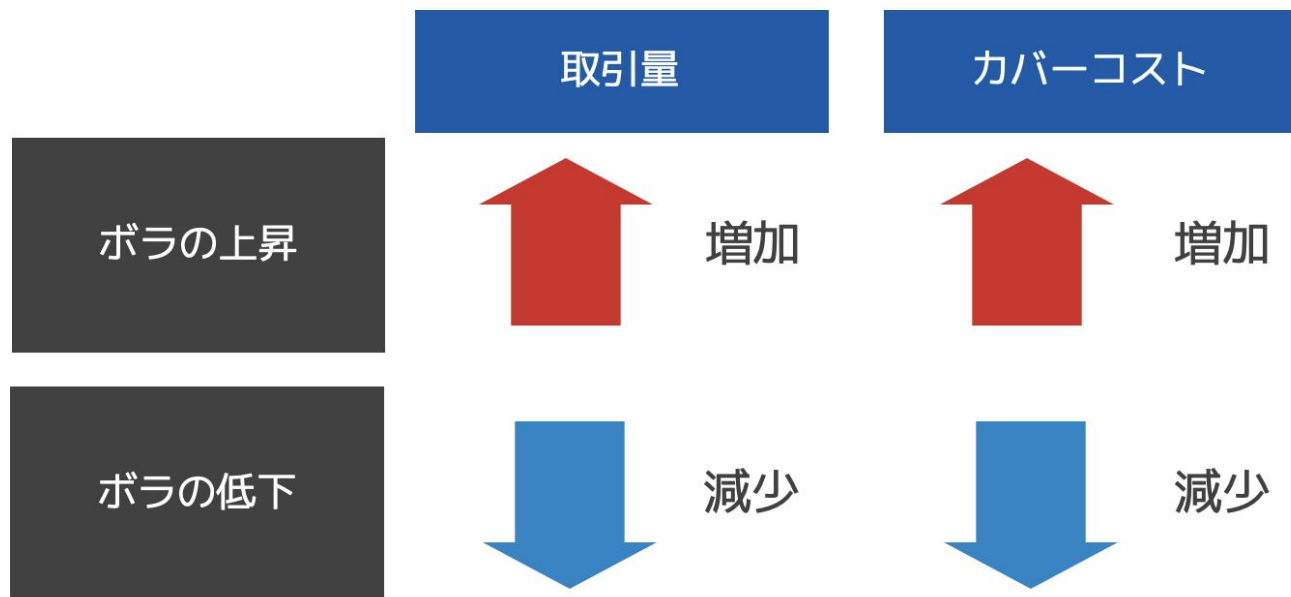 取引量
カバーコスト
ボラの上昇
増加
増加
ボラの低下
減少
減少